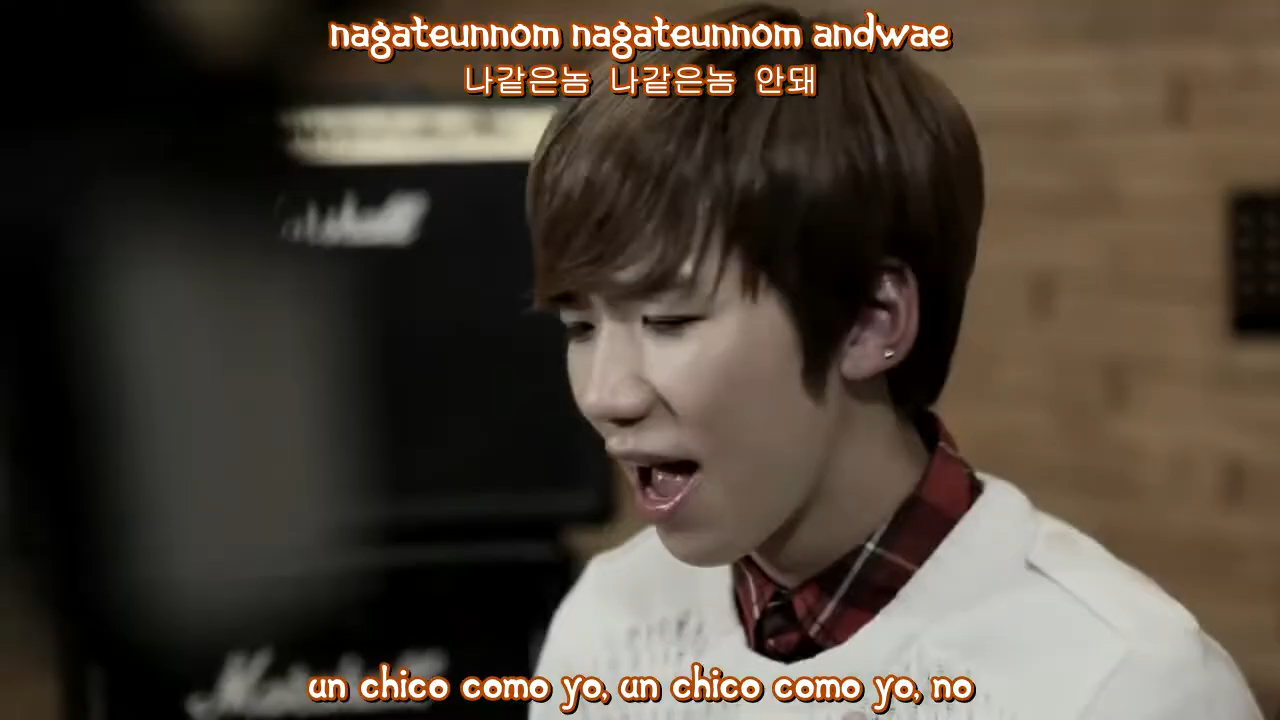 nagateunnom nagateunnom andwae
나같은놈 나같은놈 안돼
Marshall
un chico como yo, un chico como yo, no